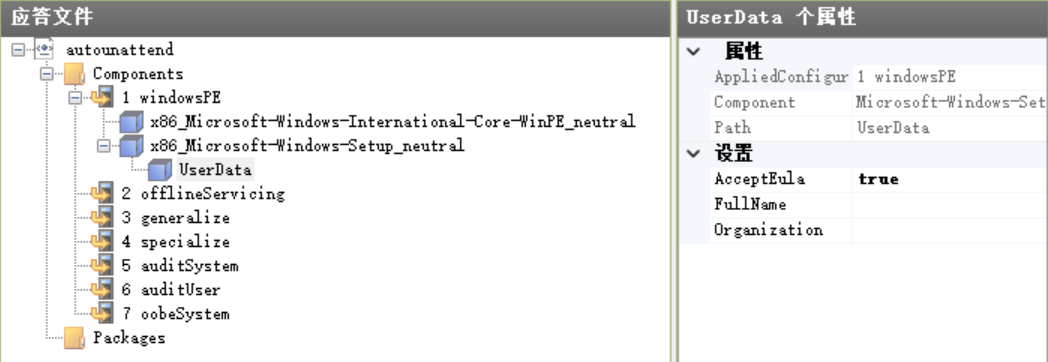 应答文件
autounattend
Components
1 windowsPE
x86_Microsoft-Windows-International-Core-WinPE_neutral
x86_Microsoft-Windows-Setup_neutral
UserData
2 offlineServicing
3 generalize
4 specialize
5 auditSystem
6 auditUser
7 oobeSystem
Packages
UserData 个属性
属性
AppliedConfigur 1 windowsPE
Component Microsoft-Windows-Set
Path UserData
设置
AcceptEula true
FullName
Organization